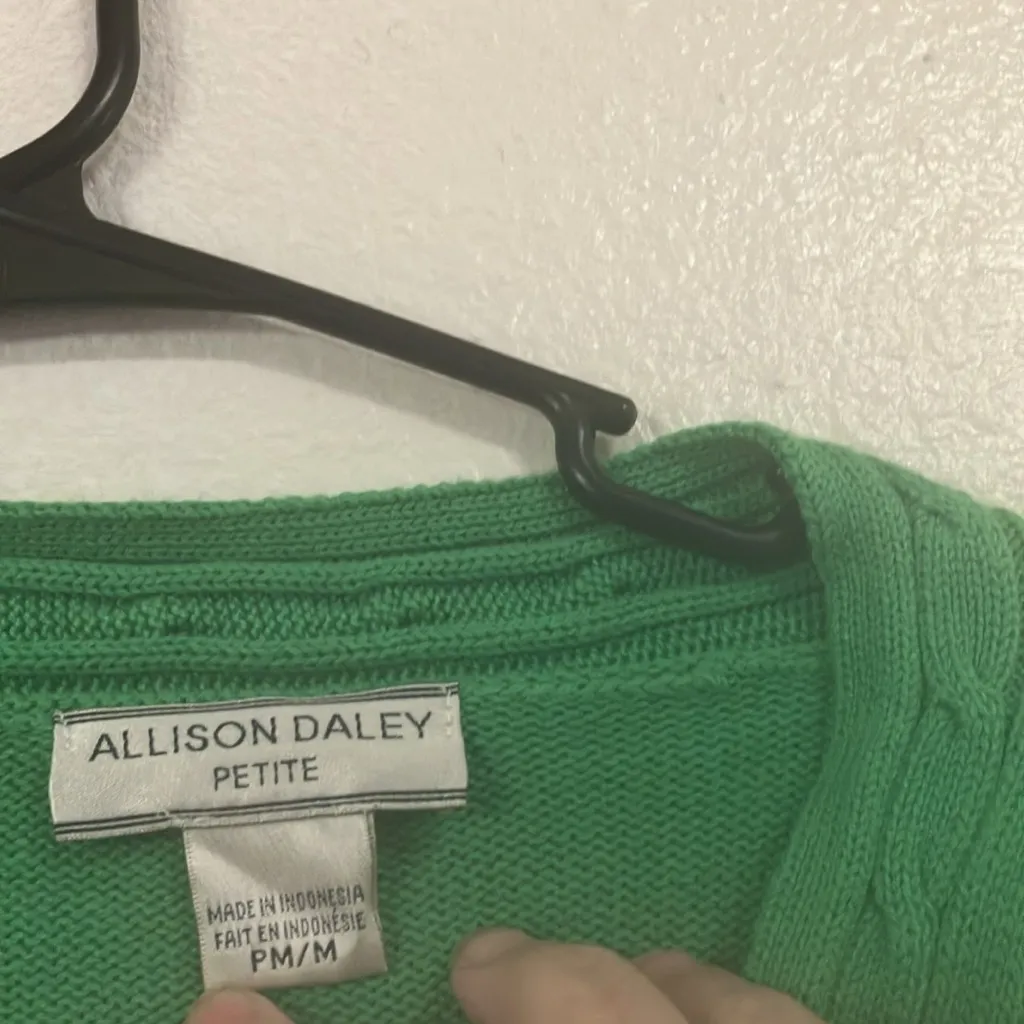 ALLISON DALEY
PETITE
MADE IN INDONESIA
FAIT EN INDONÉSIE
PM/M